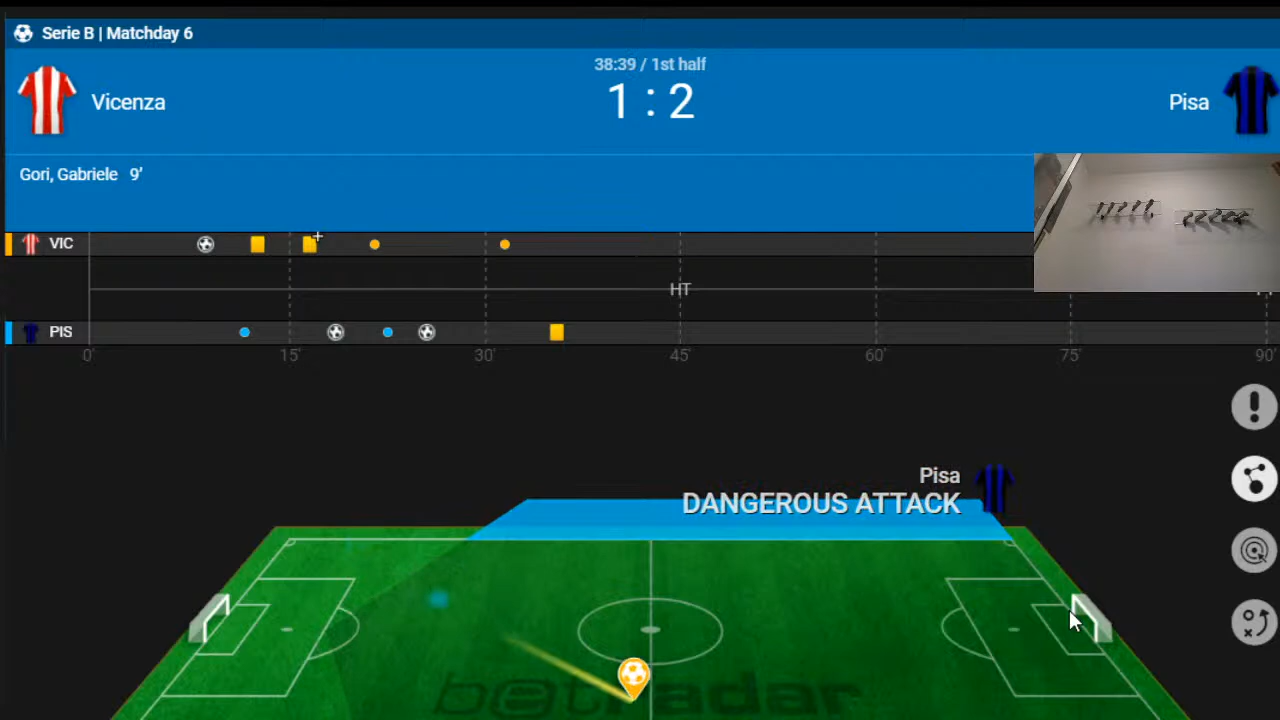 Serie B | Matchday 6
38:39 / 1st half
Vicenza
1 : 2
Pisa
Gori, Gabriele 9'
VIC
HT
PIS
0' 15' 30' 45' 60' 75' 90'
Pisa
DANGEROUS ATTACK
betradar